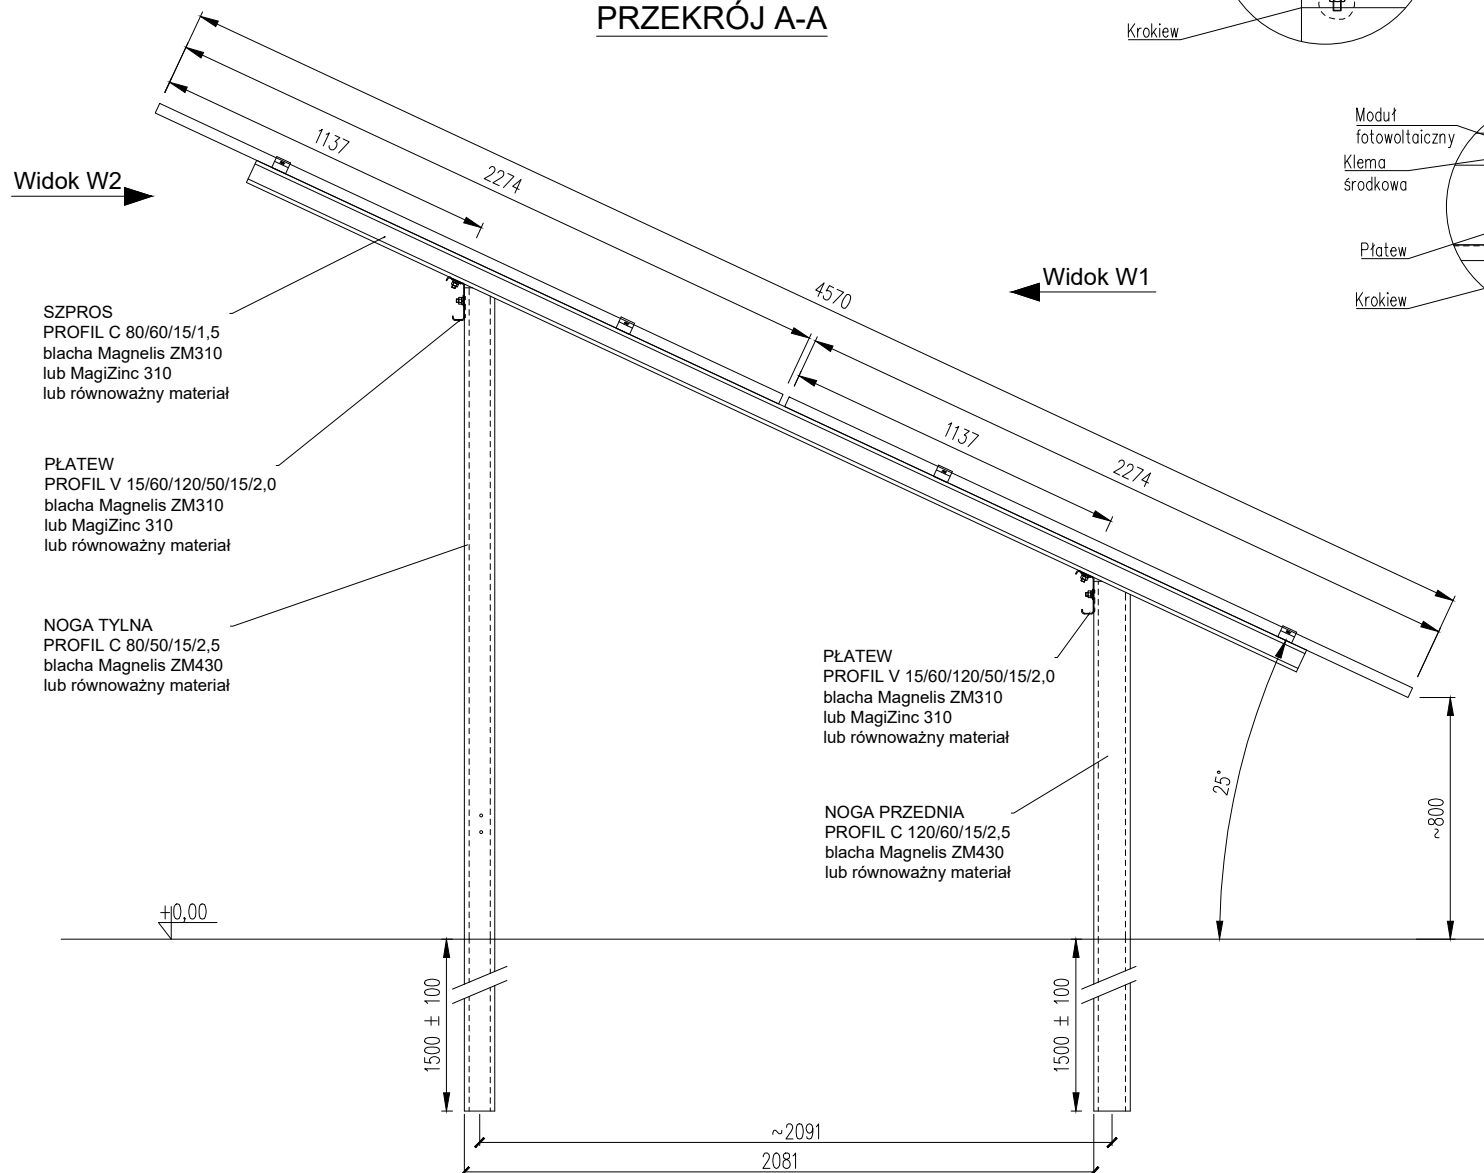 PRZEKRÓJ A-A
Krokiew
Moduł
fotowoltaiczny
Klema
środkowa
Płatew
Krokiew
Widok W2
Widok W1
1137
2274
4570
1137
2274
SZPROS
PROFIL C 80/60/15/1,5
blacha Magnelis ZM310
lub MagiZinc 310
lub równoważny materiał
PŁATEW
PROFIL V 15/60/120/50/15/2,0
blacha Magnelis ZM310
lub MagiZinc 310
lub równoważny materiał
NOGA TYLNA
PROFIL C 80/50/15/2,5
blacha Magnelis ZM430
lub równoważny materiał
PŁATEW
PROFIL V 15/60/120/50/15/2,0
blacha Magnelis ZM310
lub MagiZinc 310
lub równoważny materiał
NOGA PRZEDNIA
PROFIL C 120/60/15/2,5
blacha Magnelis ZM430
lub równoważny materiał
25°
~800
+0,00
1500 ± 100
1500 ± 100
~2091
2081